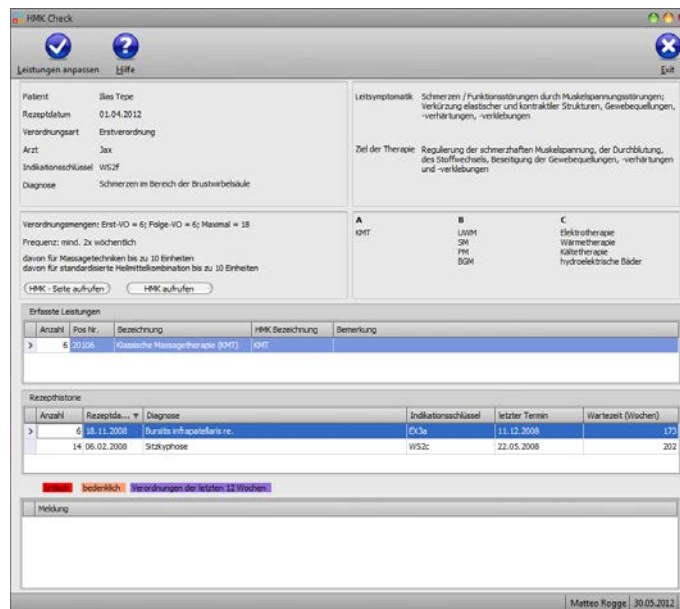 HMK Check
Leistungen anpassen Hilfe Exit
Patient Ilias Tepe
Rezeptdatum 01.04.2012
Verordnungsart Erstverordnung
Arzt Jax
Indikationsschlüssel WS2f
Diagnose Schmerzen im Bereich der Brustwirbelsäule
Leitsymptomatik Schmerzen / Funktionsstörungen durch Muskelspannungsstörungen;
Verkürzung elastischer und kontraktiler Strukturen, Gewebequellungen,
-verhärtungen, -verklebungen
Ziel der Therapie Regulierung der schmerzhaften Muskelspannung, der Durchblutung,
des Stoffwechsels, Beseitigung der Gewebequellungen, -verhärtungen
und -verklebungen
Verordnungsmengen: Erst-VO = 6; Folge-VO = 6; Maximal = 18
Frequenz: mind. 2x wöchentlich
davon für Massagetechniken bis zu 10 Einheiten
davon für standardisierte Heilmittelkombination bis zu 10 Einheiten
HMK - Seite aufrufen HMK aufrufen
A B C
KMT UWM Elektrotherapie
SM Wärmetherapie
PM Kältetherapie
BGM hydroelektrische Bäder
Erfasste Leistungen
Anzahl Pos Nr. Bezeichnung HMK Bezeichnung Bemerkung
6 20106 Klassische Massagetherapie (KMT) KMT
Rezepthistorie
Anzahl Rezeptda... Diagnose Indikationsschlüssel letzter Termin Wartezeit (Wochen)
6 18.11.2008 Bursitis infrapatellaris re. EX3a 11.12.2008 173
14 06.02.2008 Sitzkyphose WS2c 22.05.2008 202
kritisch bedenklich Verordnungen der letzten 12 Wochen
Meldung
Matteo Rogge 30.05.2012